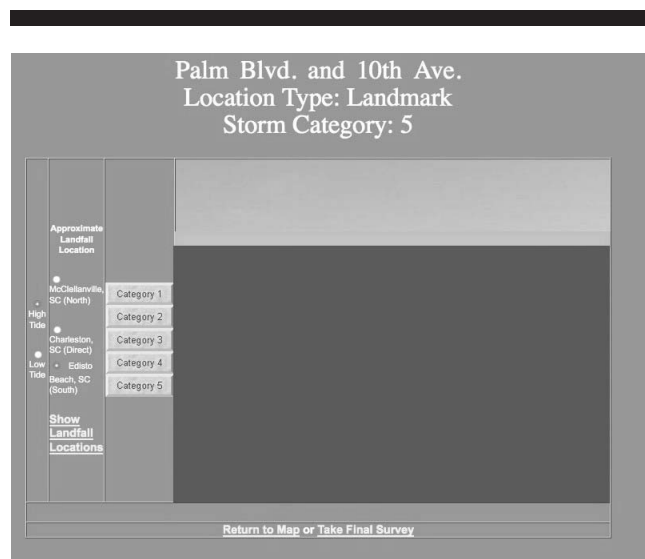 Palm Blvd. and 10th Ave.
Location Type: Landmark
Storm Category: 5
Approximate
Landfall
Location
McClellanville,
SC (North)
High
Tide
Charleston,
SC (Direct)
Low
Tide
Edisto
Beach, SC
(South)
Show
Landfall
Locations
Category 1
Category 2
Category 3
Category 4
Category 5
Return to Map or Take Final Survey